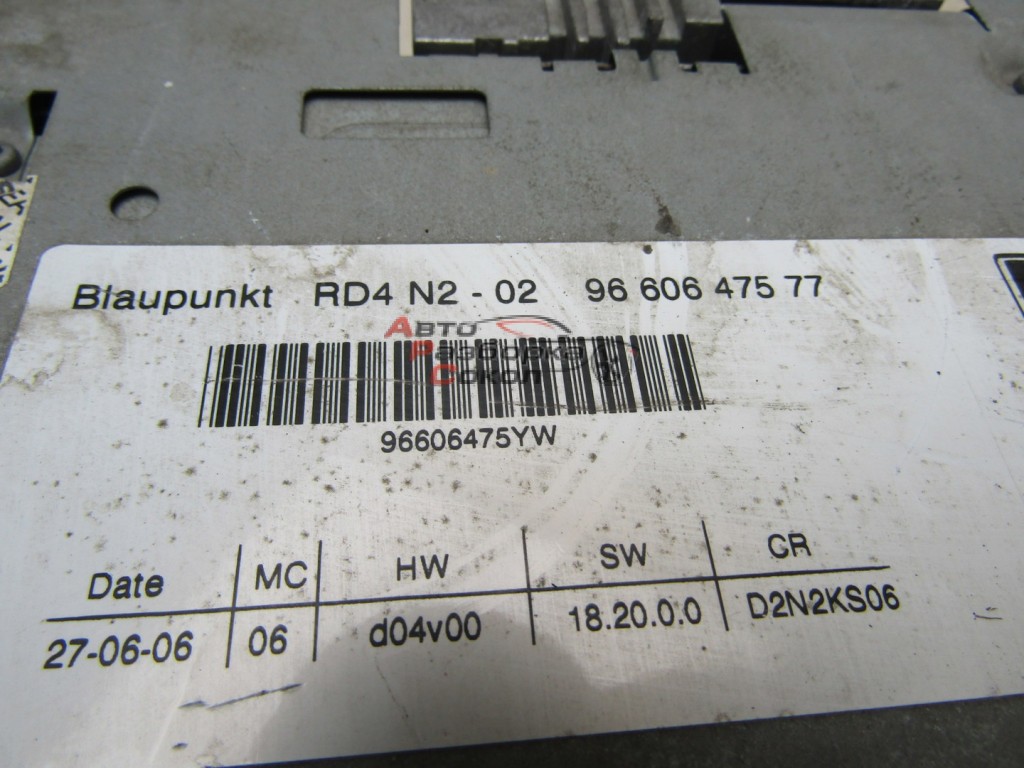 Blaupunkt RD4 N2 - 02 96 606 475 77
Авто
Разборка
Сокол
96606475YW
Date MC HW SW CR
27-06-06 06 d04v00 18.20.0.0 D2N2KS06